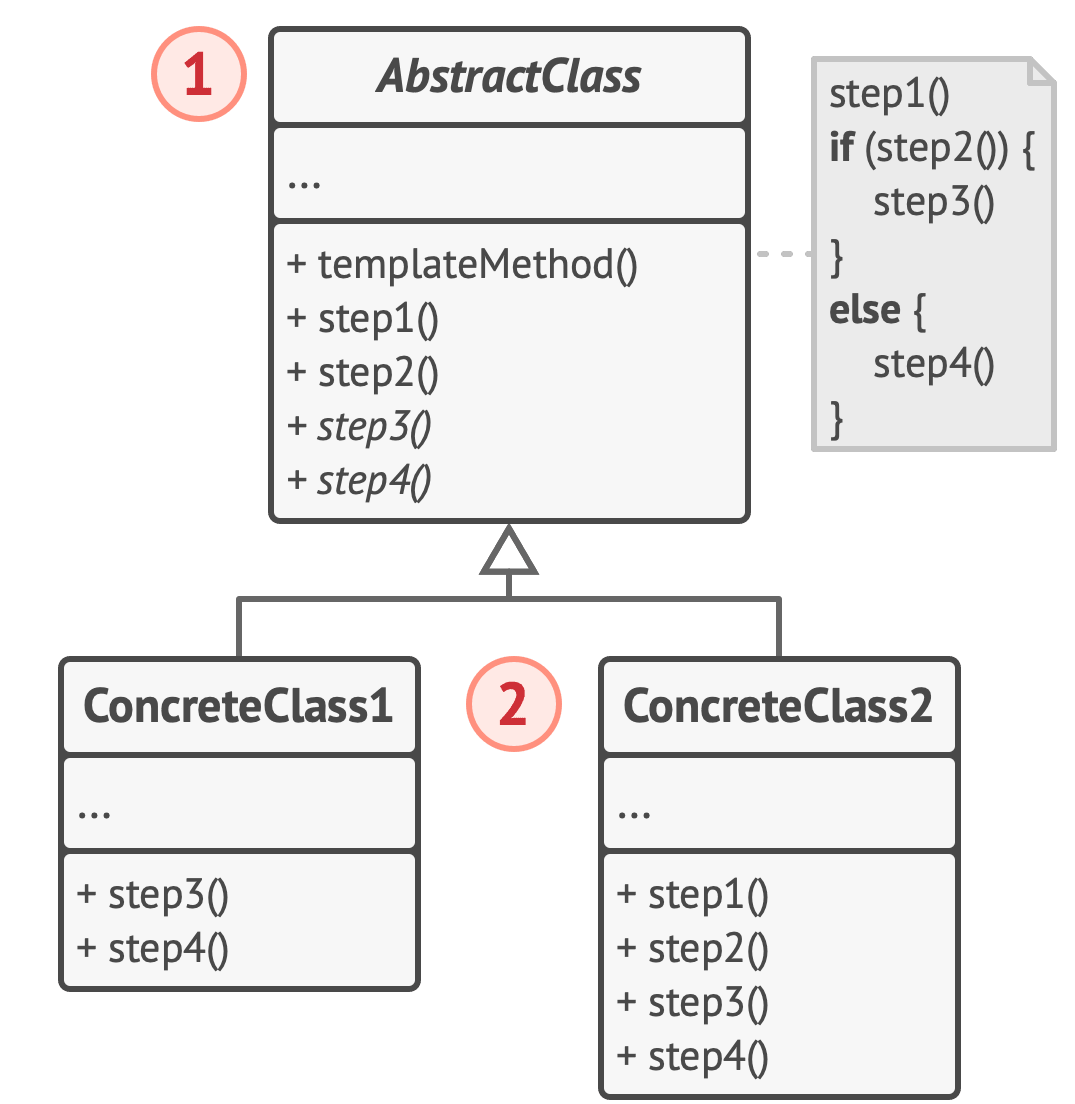 1
AbstractClass
...
+ templateMethod()
+ step1()
+ step2()
+ step3()
+ step4()
step1()
if (step2()) {
step3()
}
else {
step4()
}
ConcreteClass1
...
+ step3()
+ step4()
2
ConcreteClass2
...
+ step1()
+ step2()
+ step3()
+ step4()